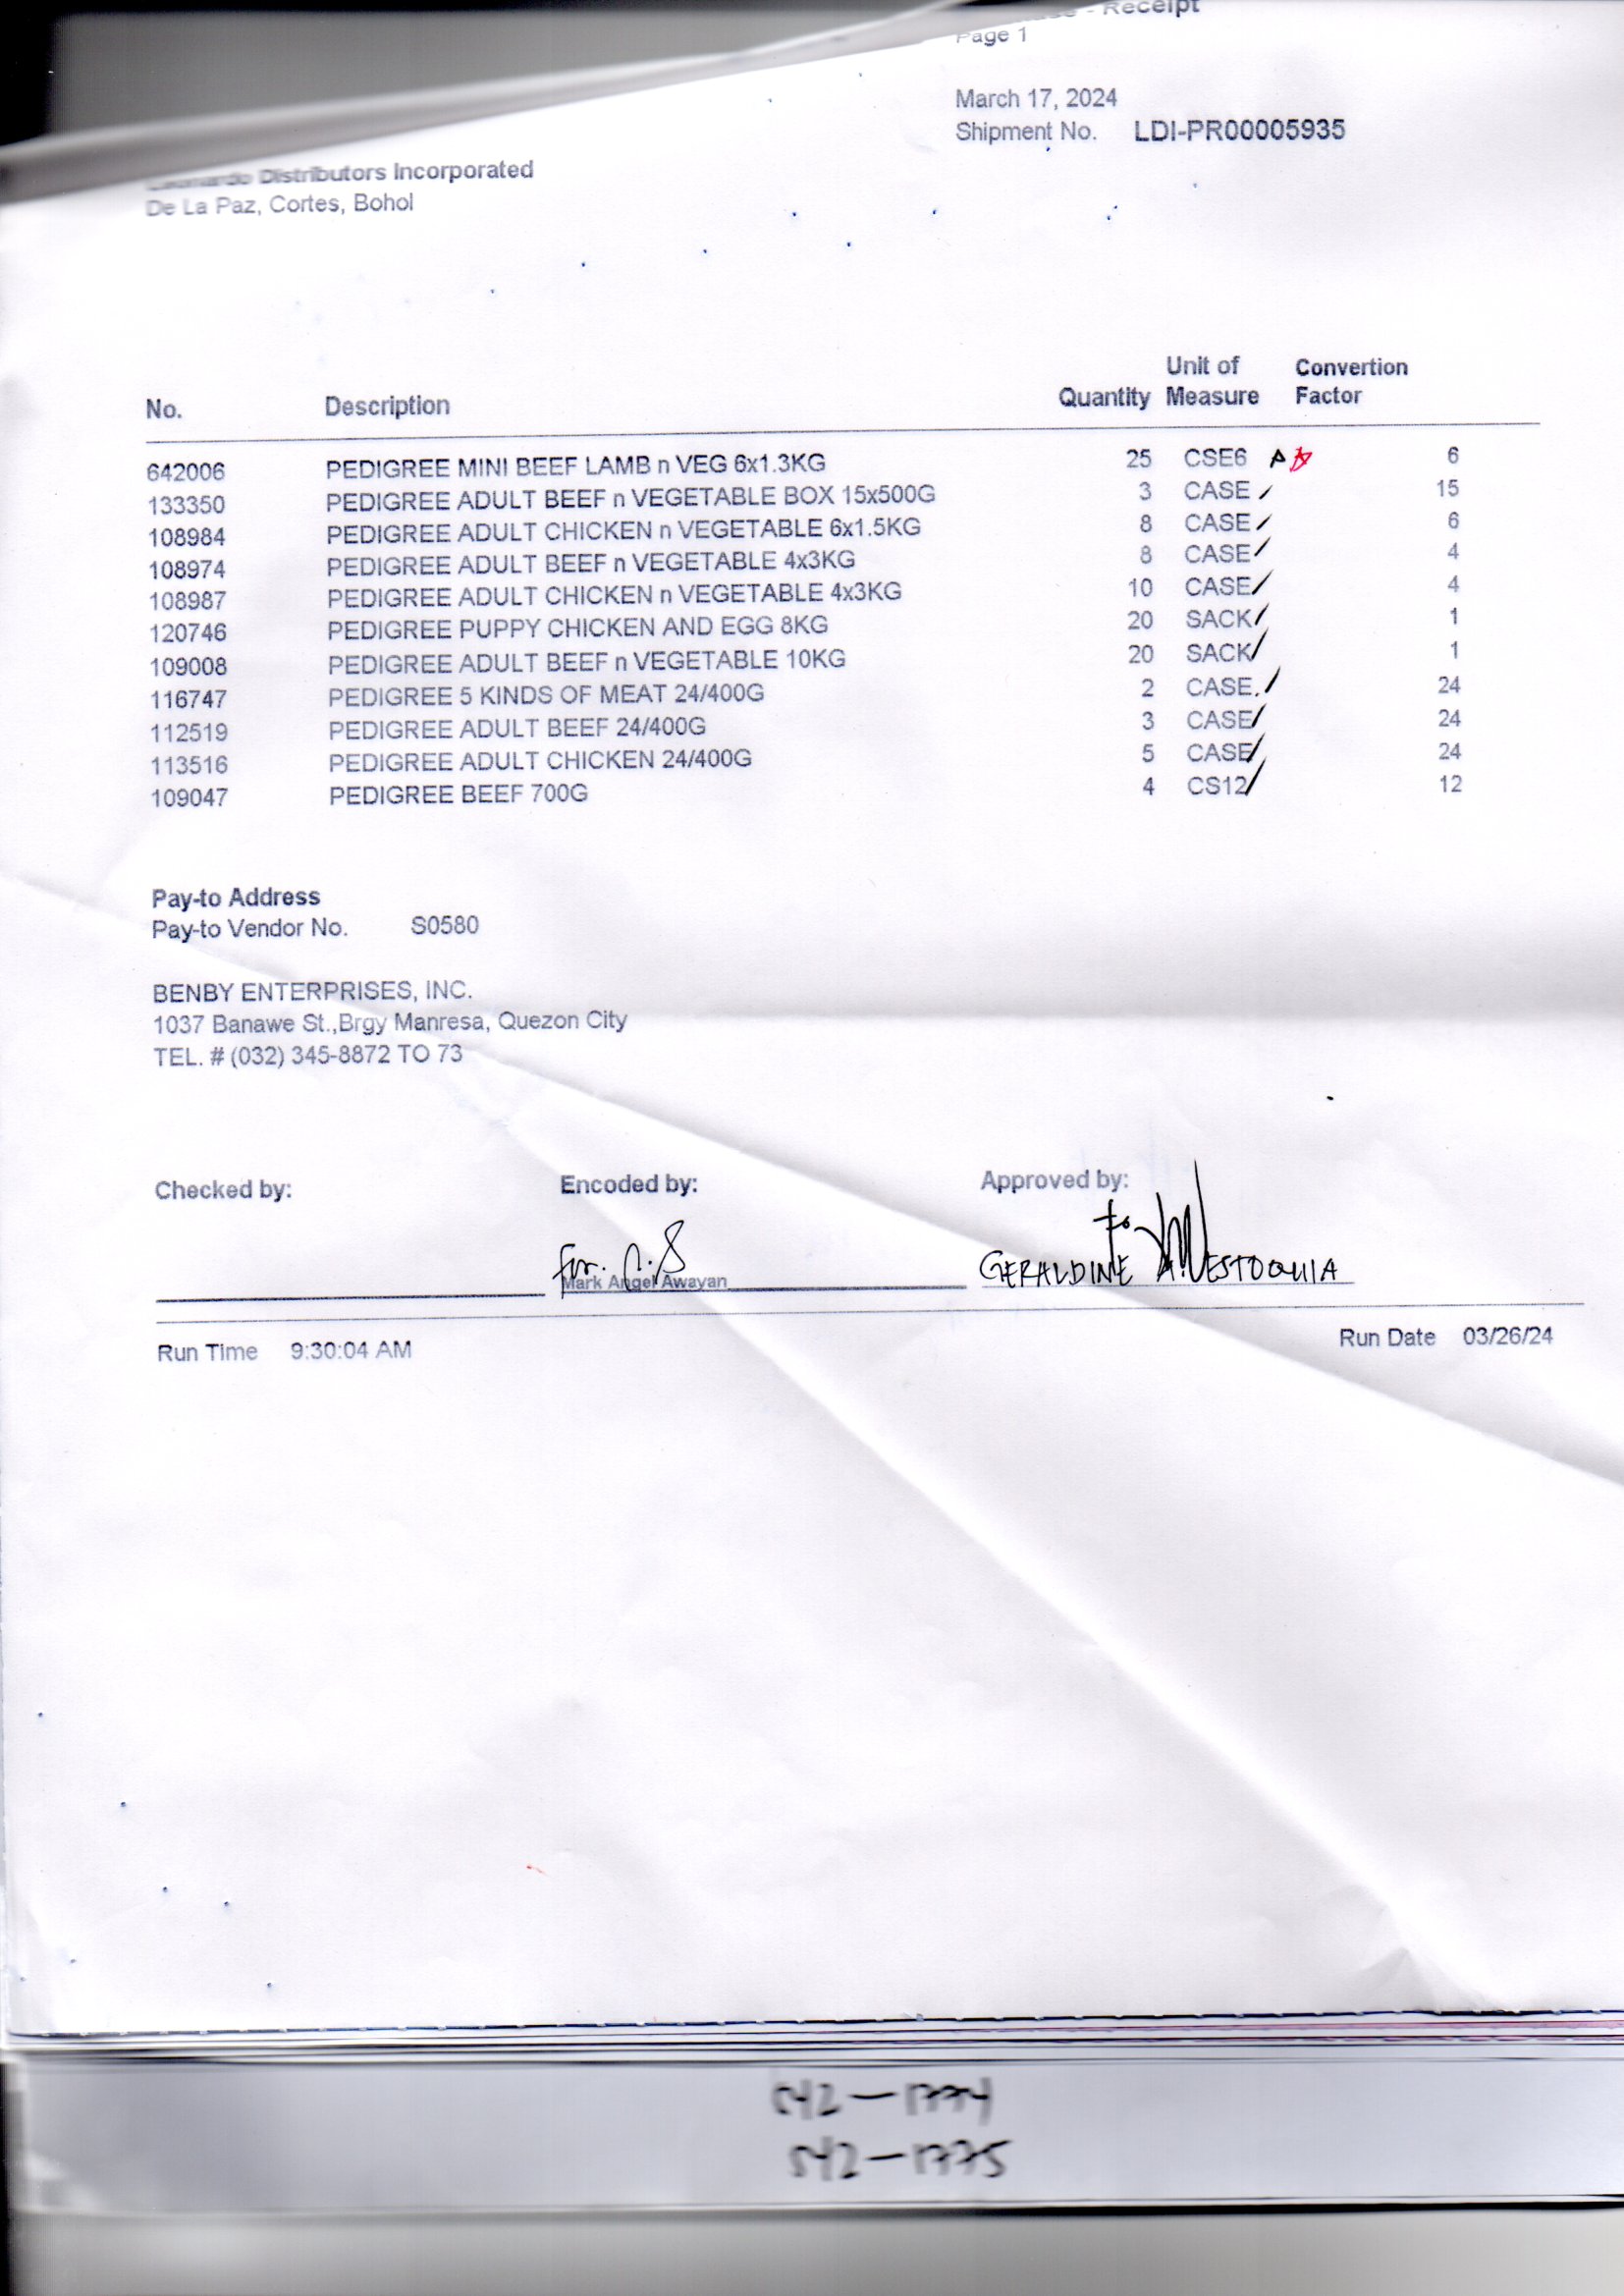 - Receipt
Page 1
March 17, 2024
Shipment No. LDI-PR00005935
Distributors Incorporated
De La Paz, Cortes, Bohol
No. Description Quantity Unit of Measure Convertion Factor
642006 PEDIGREE MINI BEEF LAMB n VEG 6x1.3KG 25 CSE6 6
133350 PEDIGREE ADULT BEEF n VEGETABLE BOX 15x500G 3 CASE 15
108984 PEDIGREE ADULT CHICKEN n VEGETABLE 6x1.5KG 8 CASE 6
108974 PEDIGREE ADULT BEEF n VEGETABLE 4x3KG 8 CASE 4
108987 PEDIGREE ADULT CHICKEN n VEGETABLE 4x3KG 10 CASE 4
120746 PEDIGREE PUPPY CHICKEN AND EGG 8KG 20 SACK 1
109008 PEDIGREE ADULT BEEF n VEGETABLE 10KG 20 SACK 1
116747 PEDIGREE 5 KINDS OF MEAT 24/400G 2 CASE 24
112519 PEDIGREE ADULT BEEF 24/400G 3 CASE 24
113516 PEDIGREE ADULT CHICKEN 24/400G 5 CASE 24
109047 PEDIGREE BEEF 700G 4 CS12 12
Pay-to Address
Pay-to Vendor No. S0580
BENBY ENTERPRISES, INC.
1037 Banawe St.,Brgy Manresa, Quezon City
TEL. # (032) 345-8872 TO 73
Checked by: Encoded by: Approved by:
for.
Mark Angel Awayan GERALDINE A. ESTOQUIA
Run Time 9:30:04 AM Run Date 03/26/24
542-1774
542-1775